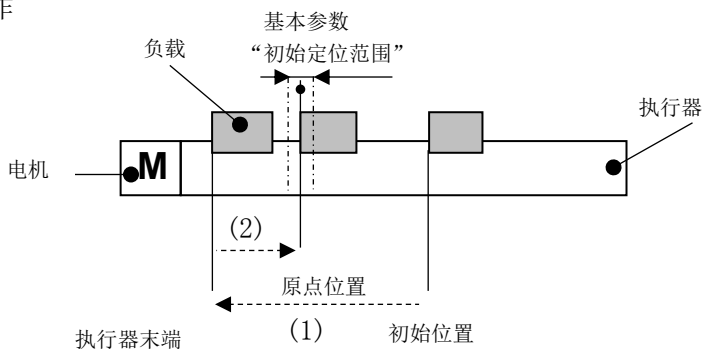 作
基本参数
“初始定位范围”
负载
执行器
电机
M
(2)
原点位置
(1)
初始位置
执行器末端